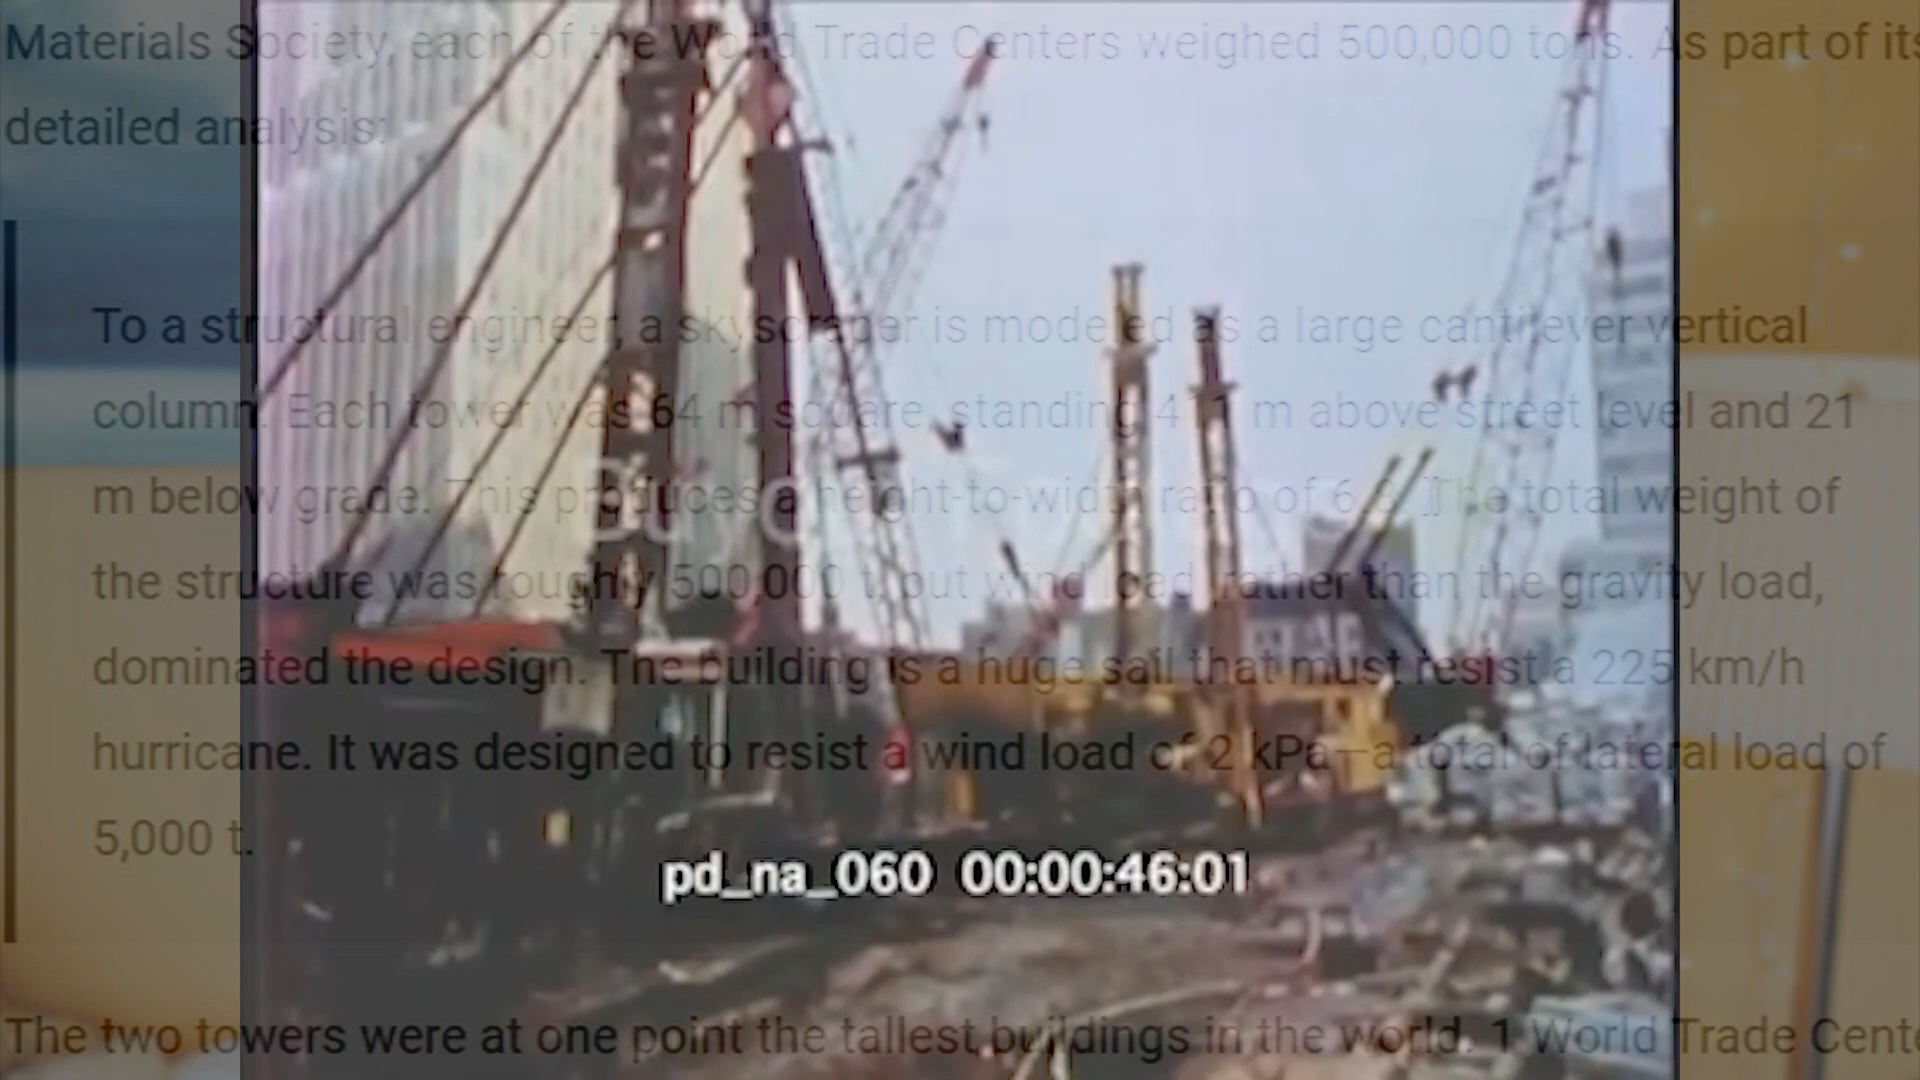 Materials Society, each of the World Trade Centers weighed 500,000 tons. As part of its
detailed analysis:
To a structural engineer, a skyscraper is modeled as a large cantilever vertical
column. Each tower was 64 m square, standing 4 m above street level and 21
m below grade. This produces a height-to-width ratio of 6. The total weight of
the structure was roughly 500,000 t, but wind load, rather than the gravity load,
dominated the design. The building is a huge sail that must resist a 225 km/h
hurricane. It was designed to resist a wind load of 2 kPa—a total of lateral load of
5,000 t.
pd_na_060 00:00:46:01
The two towers were at one point the tallest buildings in the world. 1 World Trade Cente